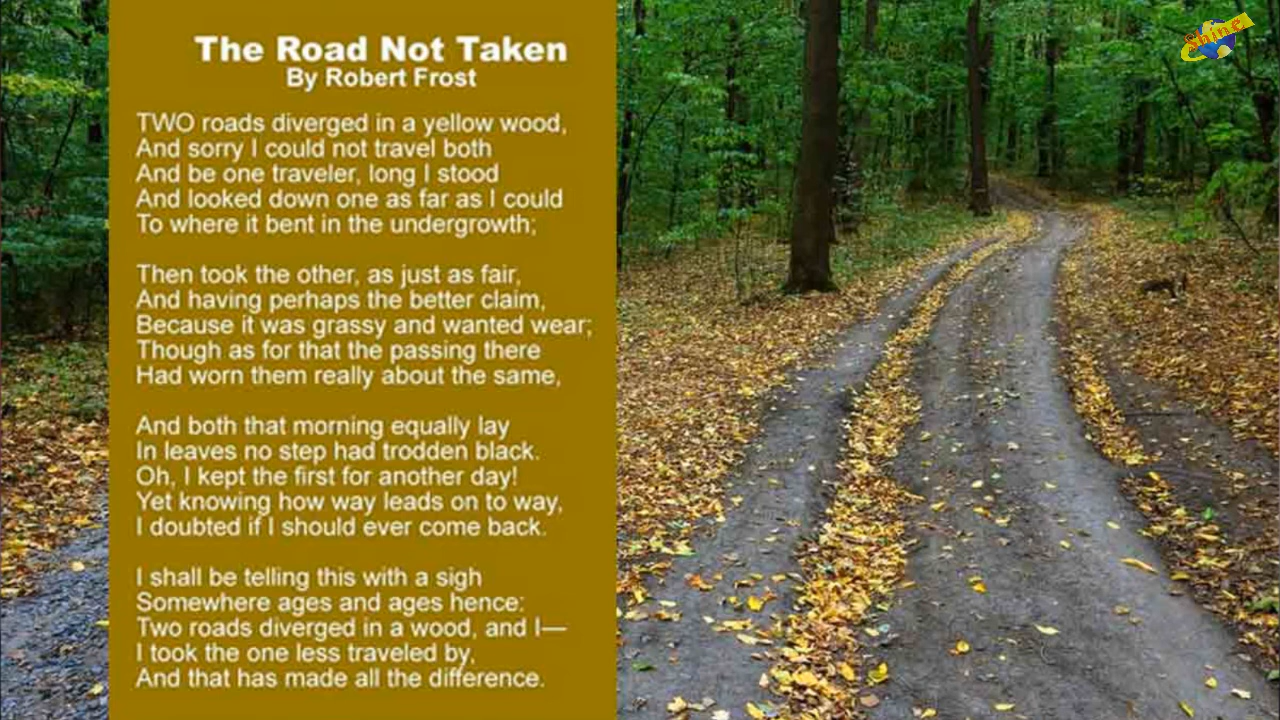 The Road Not Taken
By Robert Frost
TWO roads diverged in a yellow wood,
And sorry I could not travel both
And be one traveler, long I stood
And looked down one as far as I could
To where it bent in the undergrowth;
Then took the other, as just as fair,
And having perhaps the better claim,
Because it was grassy and wanted wear;
Though as for that the passing there
Had worn them really about the same,
And both that morning equally lay
In leaves no step had trodden black.
Oh, I kept the first for another day!
Yet knowing how way leads on to way,
I doubted if I should ever come back.
I shall be telling this with a sigh
Somewhere ages and ages hence:
Two roads diverged in a wood, and I—
I took the one less traveled by,
And that has made all the difference.
Shine